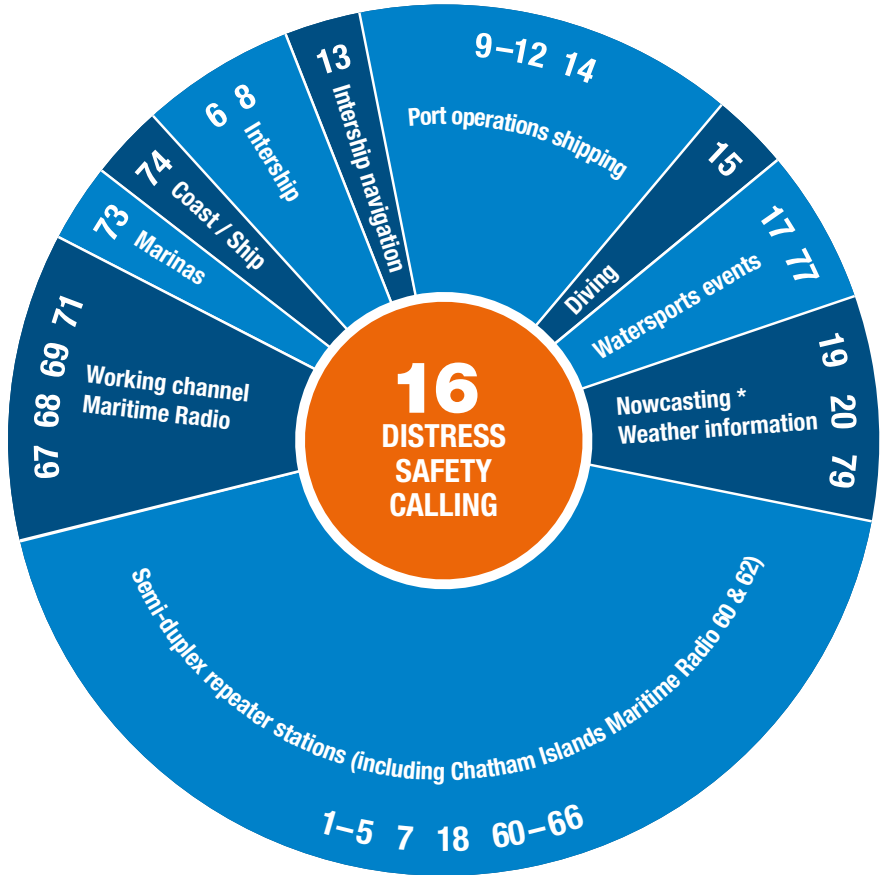 16
DISTRESS
SAFETY
CALLING
9–12 14
Port operations shipping
15
Diving
17 77
Watersports events
19 20 79
Nowcasting *
Weather information
Semi-duplex repeater stations (including Chatham Islands Maritime Radio 60 & 62)
1–5 7 18 60–66
67 68 69 71
Working channel
Maritime Radio
73
Marinas
74
Coast / Ship
6 8
Intership
13
Intership navigation